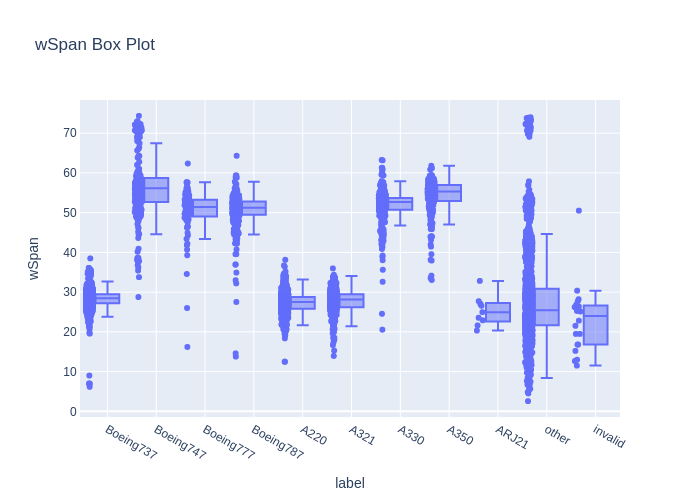 wSpan Box Plot
70
60
50
40
30
20
10
0
wSpan
Boeing737
Boeing747
Boeing777
Boeing787
A220
A321
A330
A350
ARJ21
other
invalid
label